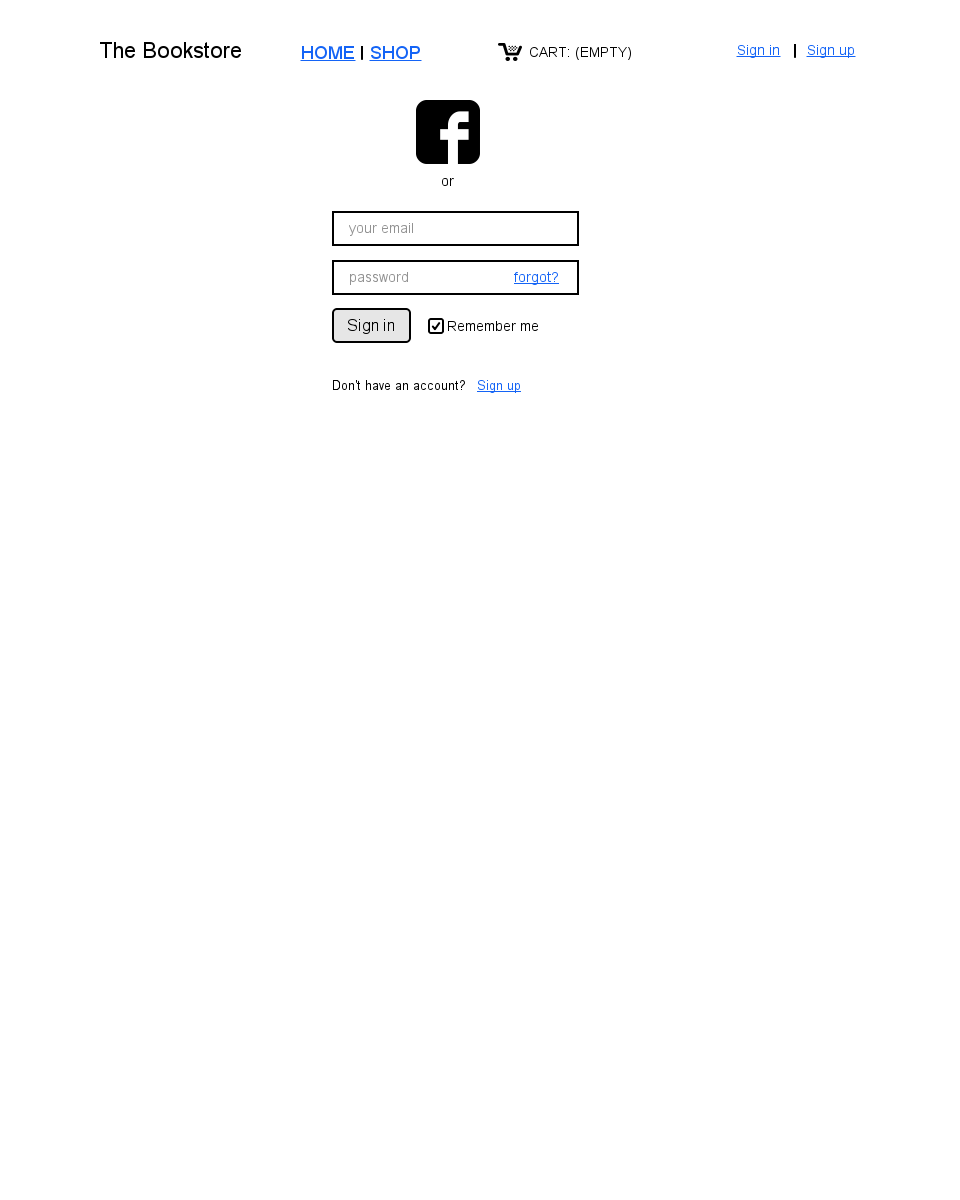 The Bookstore
HOME | SHOP
CART: (EMPTY)
Sign in | Sign up
or
your email
password forgot?
Sign in Remember me
Don't have an account? Sign up